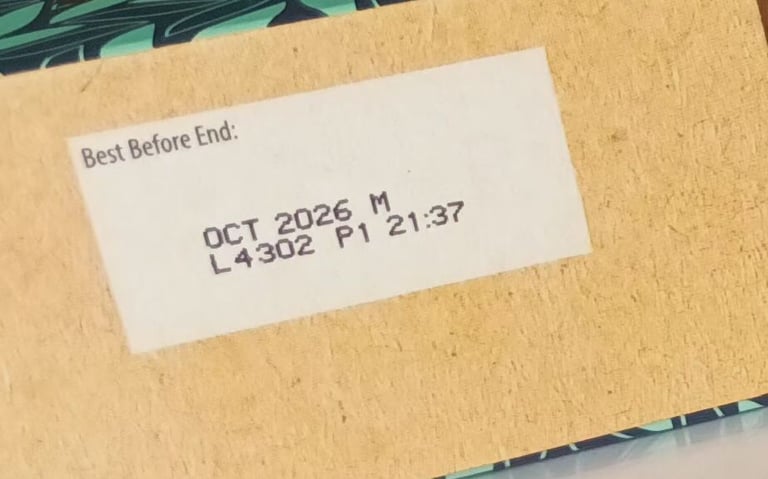 Best Before End:
OCT 2026 M
L4302 P1 21:37